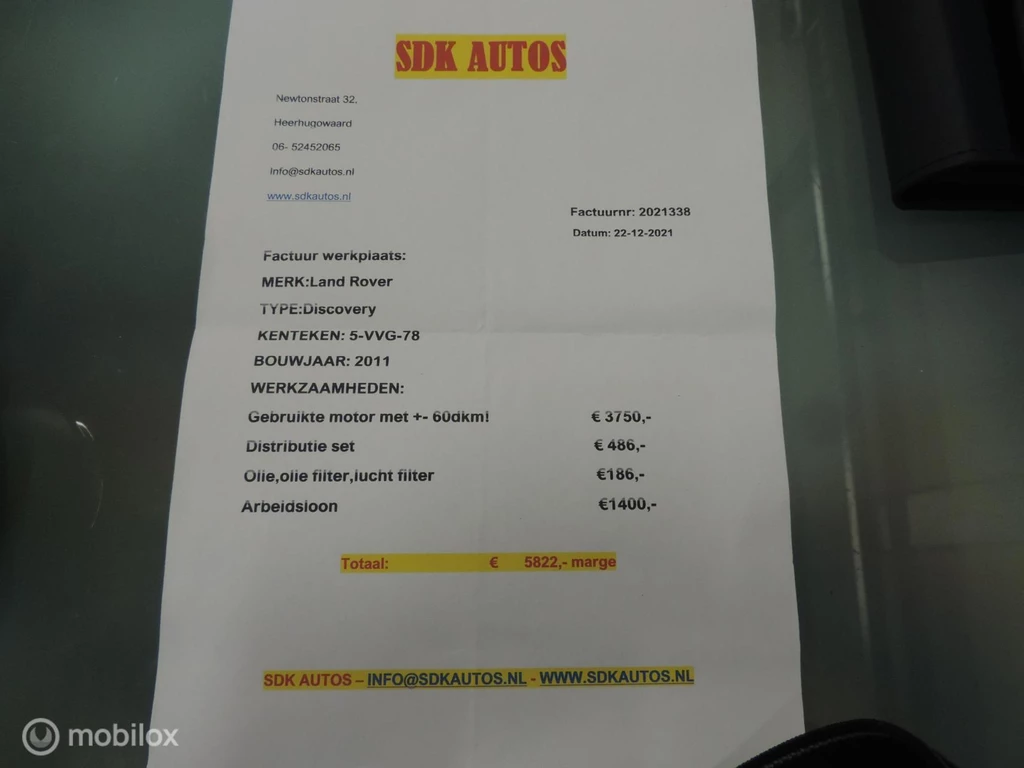 SDK AUTOS
Newtonstraat 32,
Heerhugowaard
06- 52452065
Info@sdkautos.nl
www.sdkautos.nl
Factuurnr: 2021338
Datum: 22-12-2021
Factuur werkplaats:
MERK:Land Rover
TYPE:Discovery
KENTEKEN: 5-VVG-78
BOUWJAAR: 2011
WERKZAAMHEDEN:
Gebruikte motor met +- 60dkm! € 3750,-
Distributie set € 486,-
Olie,olie filter,lucht filter €186,-
Arbeidsloon €1400,-
Totaal: € 5822,- marge
SDK AUTOS – INFO@SDKAUTOS.NL - WWW.SDKAUTOS.NL
mobilox